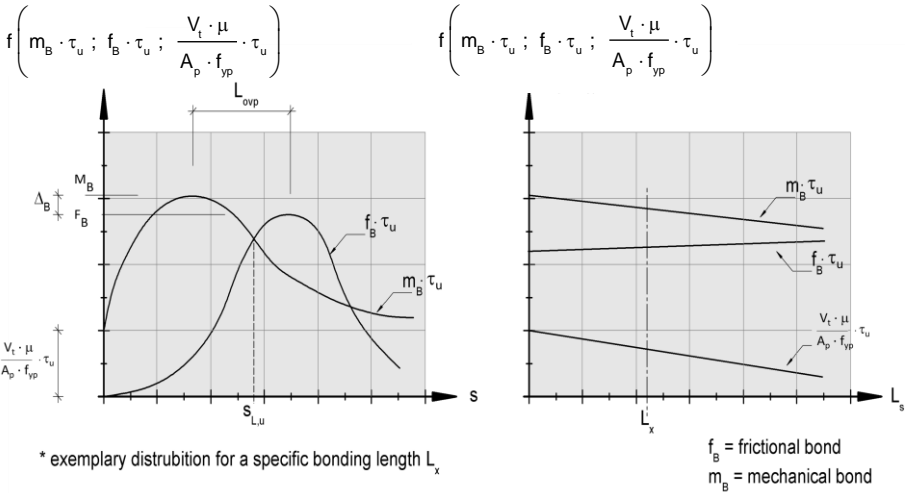 f( m_B · τ_u ; f_B · τ_u ; (V_t · μ)/(A_p · f_yp) · τ_u )
f( m_B · τ_u ; f_B · τ_u ; (V_t · μ)/(A_p · f_yp) · τ_u )
L_ovp
M_B
Δ_B
F_B
f_B · τ_u
m_B · τ_u
(V_t · μ)/(A_p · f_yp) · τ_u
s
s_L,u
m_B · τ_u
f_B · τ_u
(V_t · μ)/(A_p · f_yp) · τ_u
L_s
L_x
* exemplary distrubition for a specific bonding length L_x
f_B = frictional bond
m_B = mechanical bond